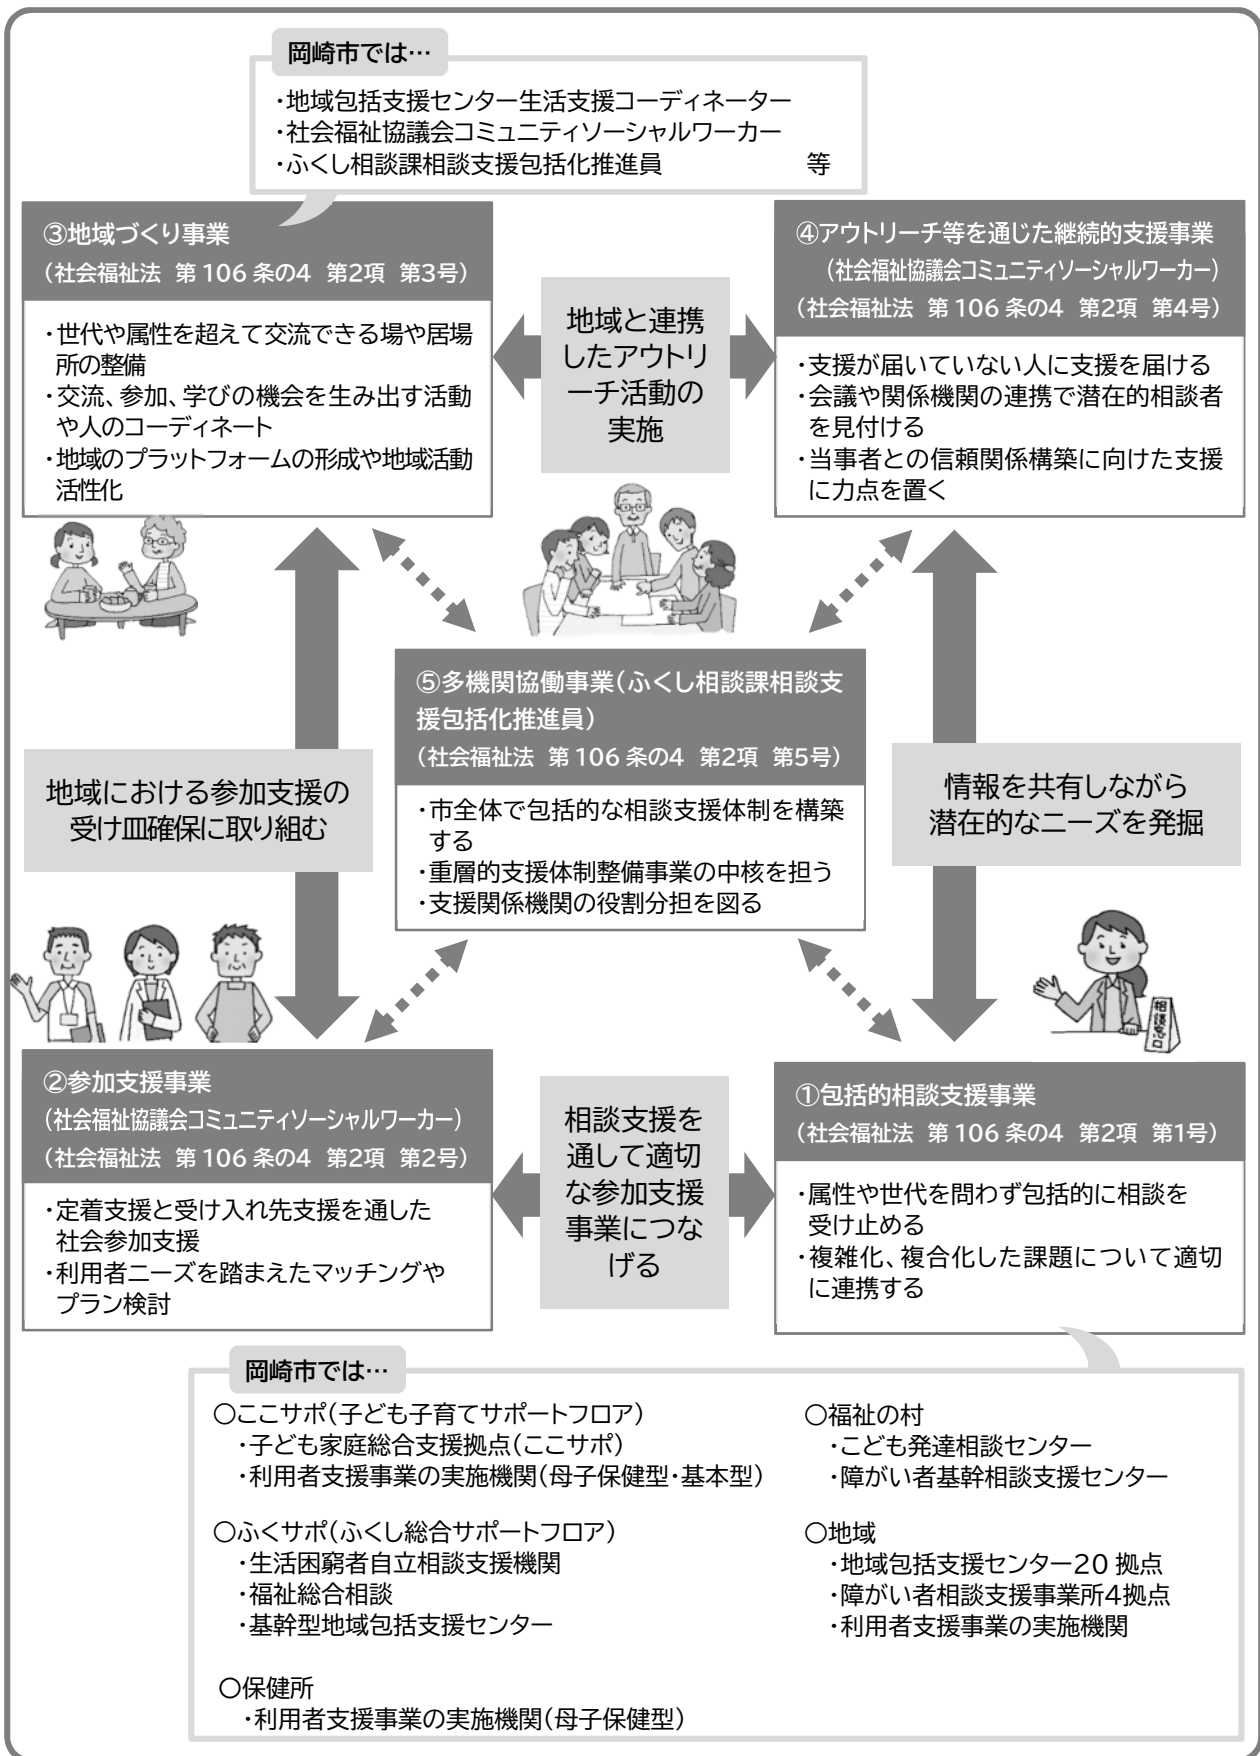 岡崎市では…
・地域包括支援センター生活支援コーディネーター
・社会福祉協議会コミュニティソーシャルワーカー
・ふくし相談課相談支援包括化推進員 等
③地域づくり事業
（社会福祉法 第106条の4 第2項 第3号）
・世代や属性を超えて交流できる場や居場
所の整備
・交流、参加、学びの機会を生み出す活動
や人のコーディネート
・地域のプラットフォームの形成や地域活動
活性化
地域と連携
したアウトリ
ーチ活動の
実施
④アウトリーチ等を通じた継続的支援事業
（社会福祉協議会コミュニティソーシャルワーカー）
（社会福祉法 第106条の4 第2項 第4号）
・支援が届いていない人に支援を届ける
・会議や関係機関の連携で潜在的相談者
を見付ける
・当事者との信頼関係構築に向けた支援
に力点を置く
⑤多機関協働事業（ふくし相談課相談支
援包括化推進員）
（社会福祉法 第106条の4 第2項 第5号）
・市全体で包括的な相談支援体制を構築
する
・重層的支援体制整備事業の中核を担う
・支援関係機関の役割分担を図る
地域における参加支援の
受け皿確保に取り組む
情報を共有しながら
潜在的なニーズを発掘
相談窓口
②参加支援事業
（社会福祉協議会コミュニティソーシャルワーカー）
（社会福祉法 第106条の4 第2項 第2号）
・定着支援と受け入れ先支援を通した
社会参加支援
・利用者ニーズを踏まえたマッチングや
プラン検討
相談支援を
通して適切
な参加支援
事業につな
げる
①包括的相談支援事業
（社会福祉法 第106条の4 第2項 第1号）
・属性や世代を問わず包括的に相談を
受け止める
・複雑化、複合化した課題について適切
に連携する
岡崎市では…
○ここサポ（子ども子育てサポートフロア）
・子ども家庭総合支援拠点（ここサポ）
・利用者支援事業の実施機関（母子保健型・基本型）
○ふくサポ（ふくし総合サポートフロア）
・生活困窮者自立相談支援機関
・福祉総合相談
・基幹型地域包括支援センター
○保健所
・利用者支援事業の実施機関（母子保健型）
○福祉の村
・こども発達相談センター
・障がい者基幹相談支援センター
○地域
・地域包括支援センター20拠点
・障がい者相談支援事業所4拠点
・利用者支援事業の実施機関